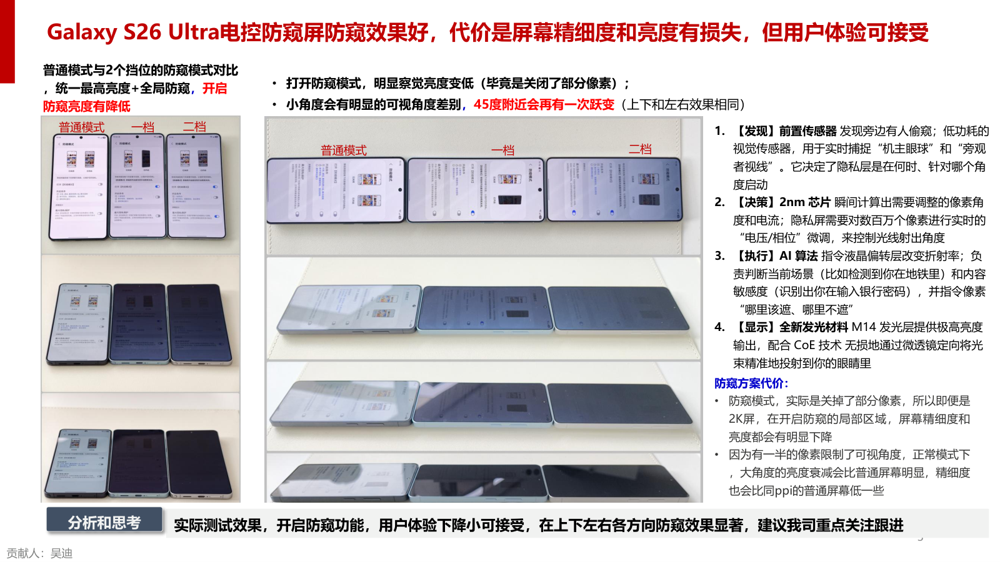 Galaxy S26 Ultra电控防窥屏防窥效果好，代价是屏幕精细度和亮度有损失，但用户体验可接受
普通模式与2个挡位的防窥模式对比
，统一最高亮度+全局防窥，开启
防窥亮度有降低
• 打开防窥模式，明显察觉亮度变低（毕竟是关闭了部分像素）；
• 小角度会有明显的可视角度差别，45度附近会再有一次跃变（上下和左右效果相同）
普通模式 一档 二档
普通模式 一档 二档
1. 【发现】前置传感器 发现旁边有人偷窥；低功耗的
视觉传感器，用于实时捕捉“机主眼球”和“旁观
者视线”。它决定了隐私层是在何时、针对哪个角
度启动
2. 【决策】2nm 芯片 瞬间计算出需要调整的像素角
度和电流；隐私屏需要对数百万个像素进行实时的
“电压/相位”微调，来控制光线射出角度
3. 【执行】AI 算法 指令液晶偏转层改变折射率；负
责判断当前场景（比如检测到你在地铁里）和内容
敏感度（识别出你在输入银行密码），并指令像素
“哪里该遮、哪里不遮”
4. 【显示】全新发光材料 M14 发光层提供极高亮度
输出，配合 CoE 技术 无损地通过微透镜定向将光
束精准地投射到你的眼睛里
防窥方案代价：
• 防窥模式，实际是关掉了部分像素，所以即便是
2K屏，在开启防窥的局部区域，屏幕精细度和
亮度都会有明显下降
• 因为有一半的像素限制了可视角度，正常模式下
，大角度的亮度衰减会比普通屏幕明显，精细度
也会比同ppi的普通屏幕低一些
分析和思考
实际测试效果，开启防窥功能，用户体验下降小可接受，在上下左右各方向防窥效果显著，建议我司重点关注跟进
贡献人：吴迪